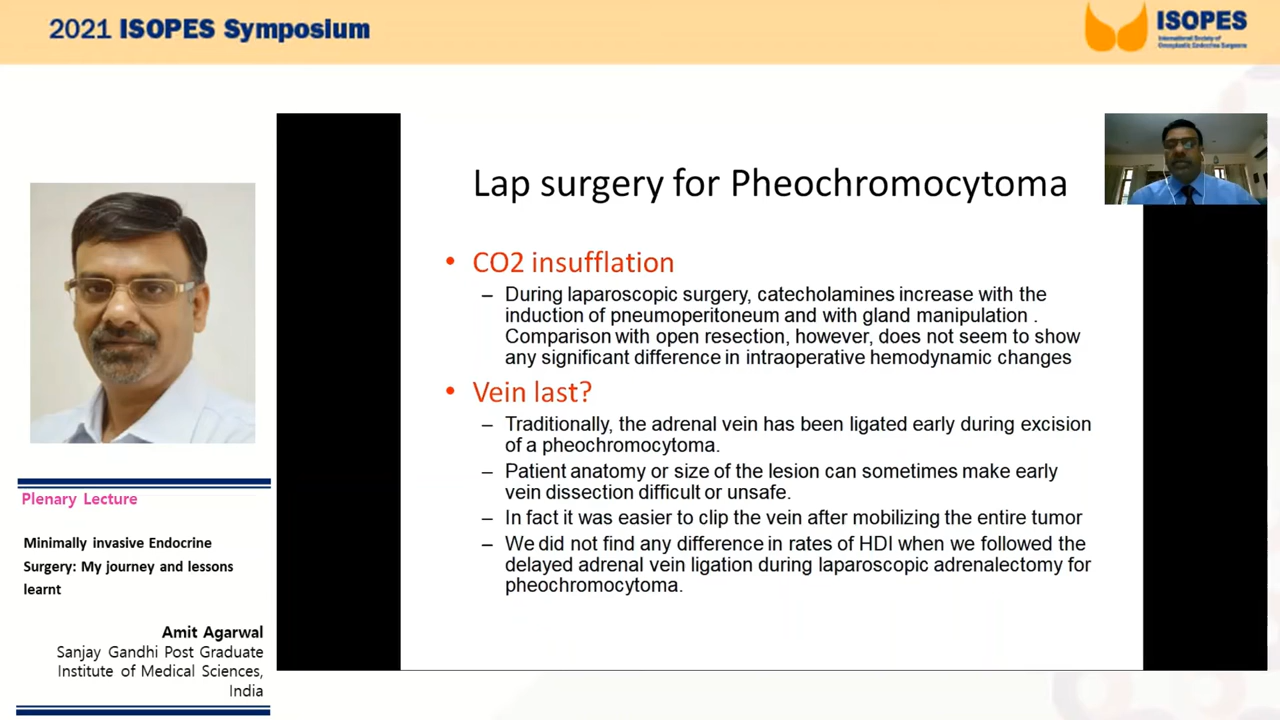 2021 ISOPES Symposium
ISOPES
International Society of
Oncoplastic Endocrine Surgeons
Lap surgery for Pheochromocytoma
• CO2 insufflation
– During laparoscopic surgery, catecholamines increase with the
induction of pneumoperitoneum and with gland manipulation .
Comparison with open resection, however, does not seem to show
any significant difference in intraoperative hemodynamic changes
• Vein last?
– Traditionally, the adrenal vein has been ligated early during excision
of a pheochromocytoma.
– Patient anatomy or size of the lesion can sometimes make early
vein dissection difficult or unsafe.
– In fact it was easier to clip the vein after mobilizing the entire tumor
– We did not find any difference in rates of HDI when we followed the
delayed adrenal vein ligation during laparoscopic adrenalectomy for
pheochromocytoma.
Plenary Lecture
Minimally invasive Endocrine
Surgery: My journey and lessons
learnt
Amit Agarwal
Sanjay Gandhi Post Graduate
Institute of Medical Sciences,
India